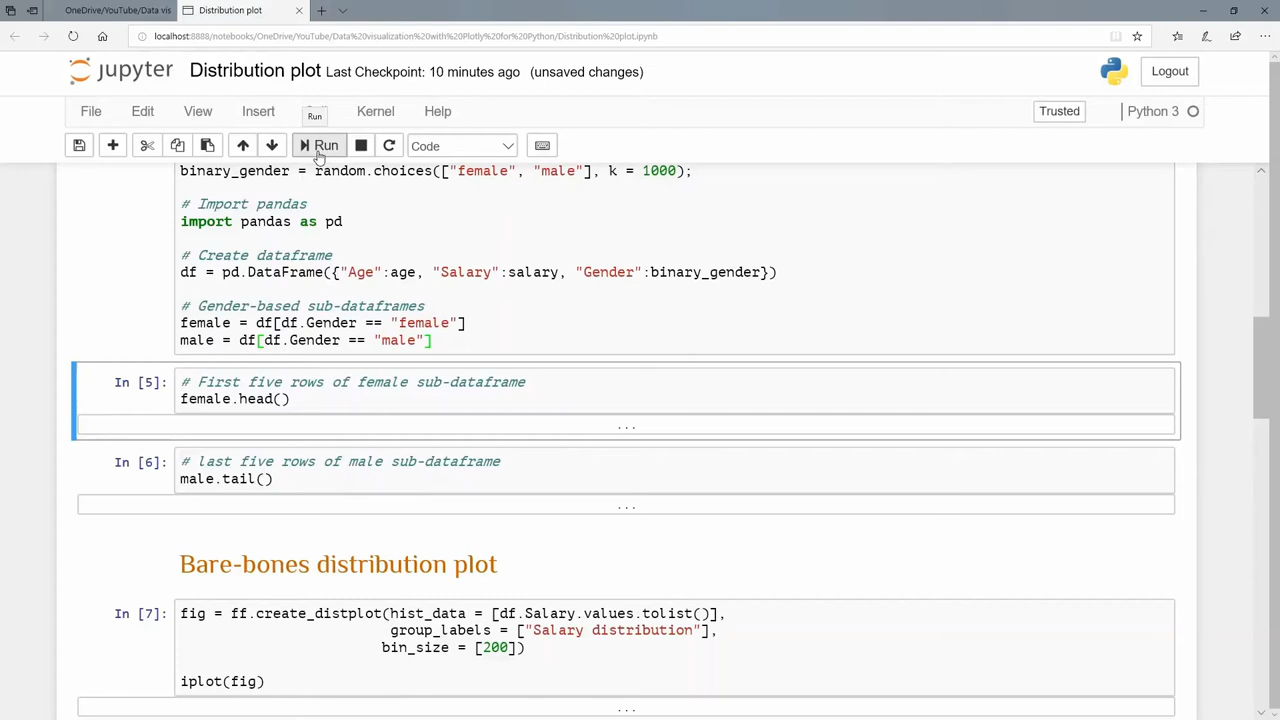 OneDrive/YouTube/Data vis
Distribution plot
localhost:8888/notebooks/OneDrive/YouTube/Data%20visualization%20with%20Plotly%20for%20Python/Distribution%20plot.ipynb
jupyter Distribution plot Last Checkpoint: 10 minutes ago (unsaved changes) Logout
File Edit View Insert Kernel Help Trusted Python 3
Run
Run Code
binary_gender = random.choices(["female", "male"], k = 1000);
# Import pandas
import pandas as pd
# Create dataframe
df = pd.DataFrame({"Age":age, "Salary":salary, "Gender":binary_gender})
# Gender-based sub-dataframes
female = df[df.Gender == "female"]
male = df[df.Gender == "male"]
In [5]: # First five rows of female sub-dataframe
female.head()
...
In [6]: # last five rows of male sub-dataframe
male.tail()
...
Bare-bones distribution plot
In [7]: fig = ff.create_distplot(hist_data = [df.Salary.values.tolist()],
group_labels = ["Salary distribution"],
bin_size = [200])
iplot(fig)
...